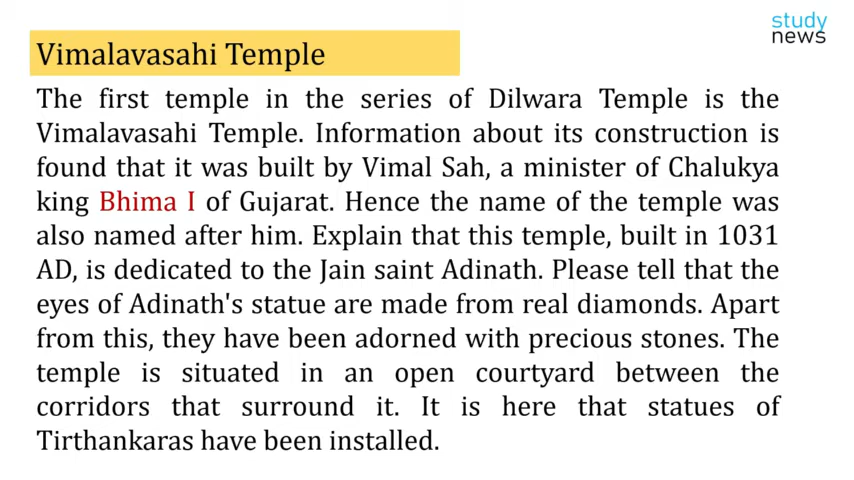 study
news
Vimalavasahi Temple
The first temple in the series of Dilwara Temple is the
Vimalavasahi Temple. Information about its construction is
found that it was built by Vimal Sah, a minister of Chalukya
king Bhima I of Gujarat. Hence the name of the temple was
also named after him. Explain that this temple, built in 1031
AD, is dedicated to the Jain saint Adinath. Please tell that the
eyes of Adinath's statue are made from real diamonds. Apart
from this, they have been adorned with precious stones. The
temple is situated in an open courtyard between the
corridors that surround it. It is here that statues of
Tirthankaras have been installed.